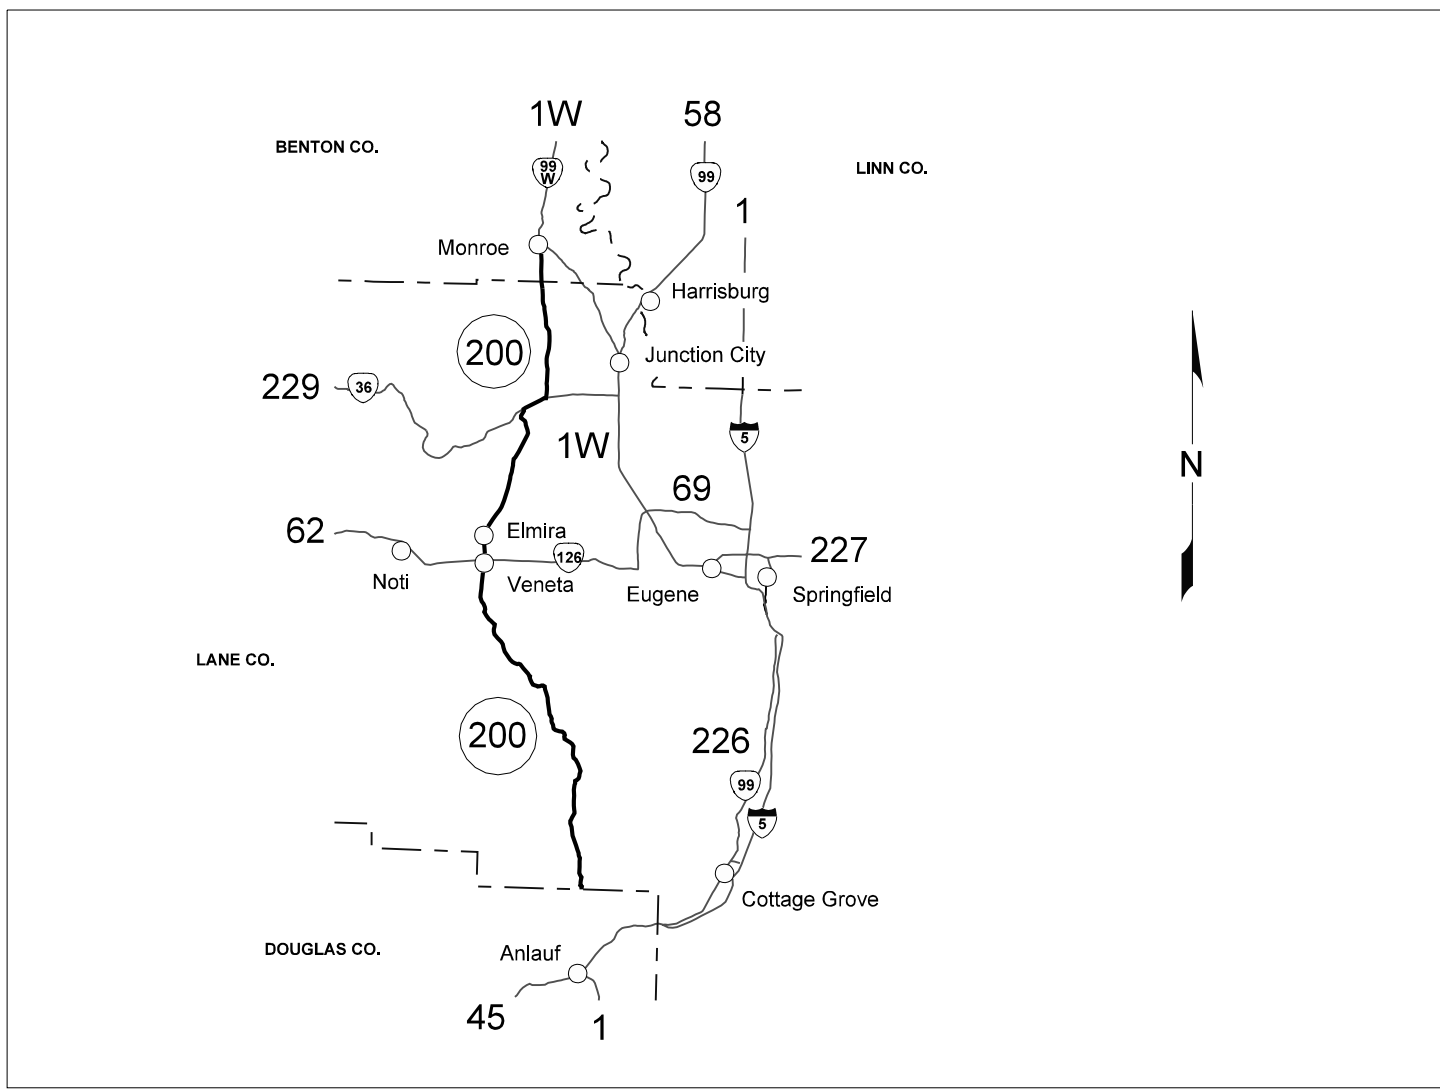 1W
58
BENTON CO.
99
W
99
LINN CO.
1
Monroe
Harrisburg
200
Junction City
229
36
5
1W
69
N
62
Elmira
126
227
Noti
Veneta
Eugene
Springfield
LANE CO.
200
226
99
5
Cottage Grove
DOUGLAS CO.
Anlauf
45
1